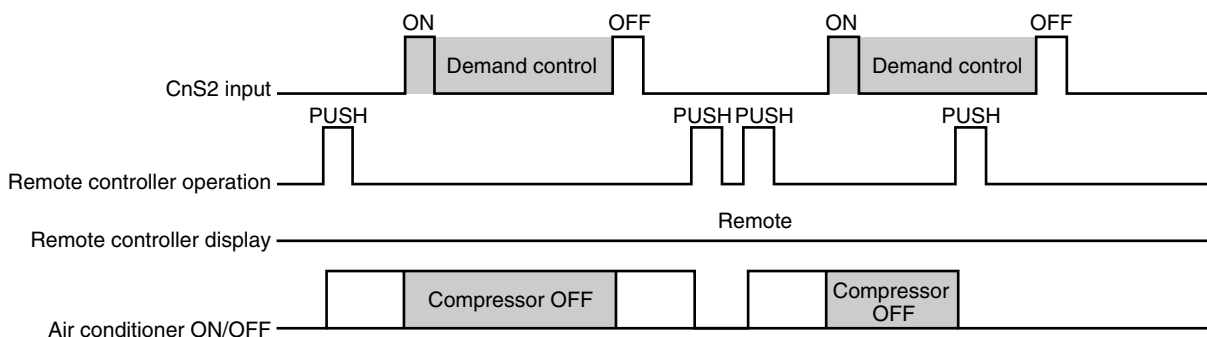 ON OFF ON OFF
Demand control Demand control
CnS2 input
PUSH PUSH PUSH PUSH
Remote controller operation
Remote
Remote controller display
Compressor OFF Compressor
OFF
Air conditioner ON/OFF